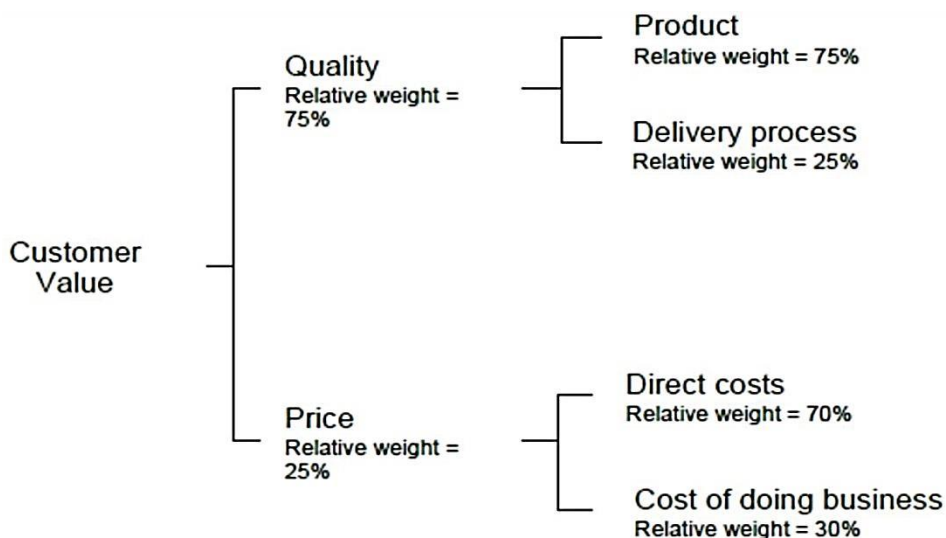 Product
Relative weight = 75%
Quality
Relative weight =
75%
Delivery process
Relative weight = 25%
Customer
Value
Direct costs
Relative weight = 70%
Price
Relative weight =
25%
Cost of doing business
Relative weight = 30%